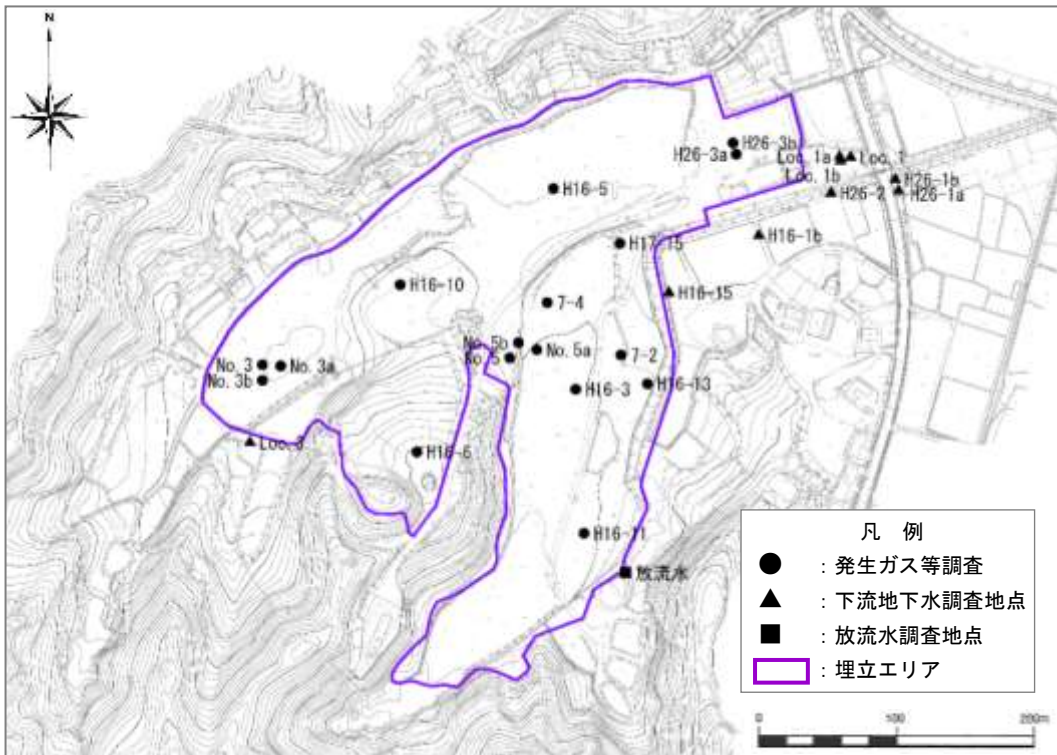 N
H26-3b
H26-3a
Loc. 1a
Loc. 1
Loc. 1b
H26-1b
H26-2
H26-1a
H16-5
H16-1b
H17-15
H16-10
H16-15
7-4
No. 5b
No. 5a
No. 5
7-2
No. 3
No. 3a
No. 3b
H16-3
H16-13
Loc. 3
H16-6
H16-11
放流水
凡 例
● : 発生ガス等調査
▲ : 下流地下水調査地点
■ : 放流水調査地点
: 埋立エリア
0 100 200m